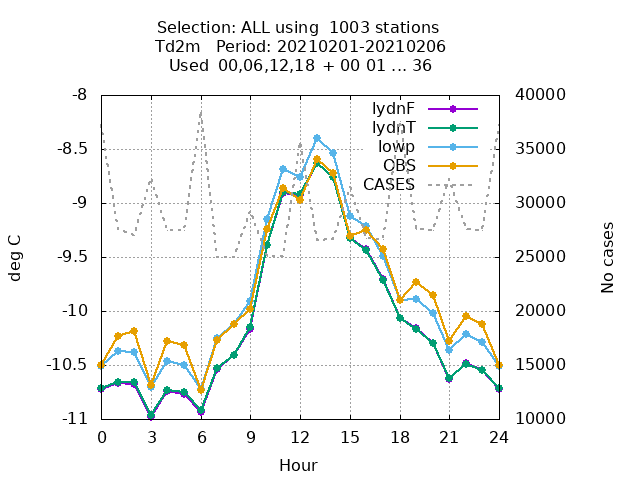 Selection: ALL using  1003 stations
Td2m   Period: 20210201-20210206
Used  00,06,12,18  + 00 01 ... 36
-8
-8.5
-9
-9.5
-10
-10.5
-11
40000
35000
30000
25000
20000
15000
10000
deg C
No cases
lydnF
lydnT
lowp
OBS
CASES
0 3 6 9 12 15 18 21 24
Hour